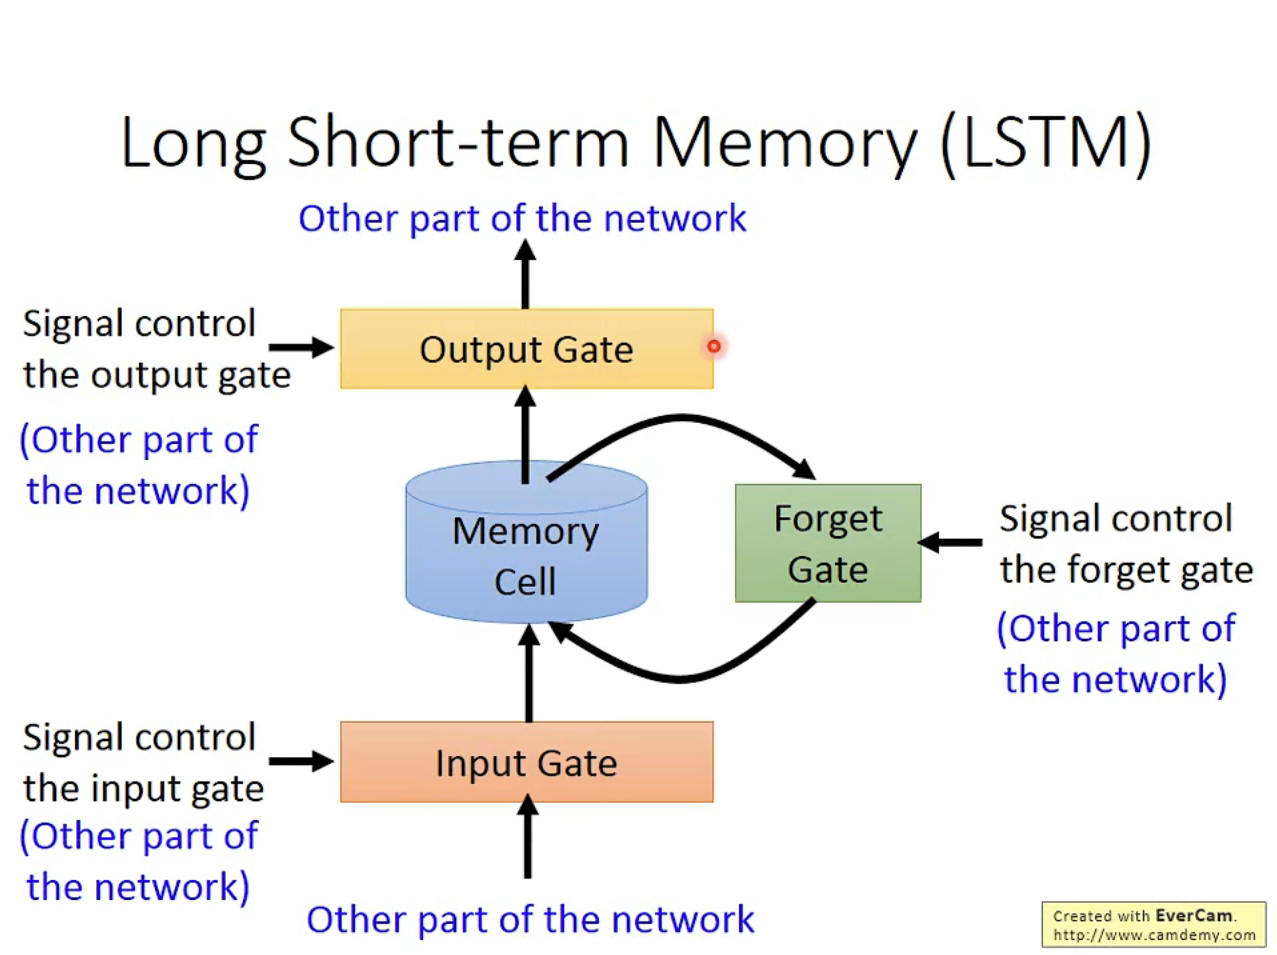 Long Short-term Memory (LSTM)
Other part of the network
Signal control
the output gate
(Other part of
the network)
Output Gate
Memory
Cell
Forget
Gate
Signal control
the forget gate
(Other part of
the network)
Signal control
the input gate
(Other part of
the network)
Input Gate
Other part of the network
Created with EverCam.
http://www.camdemy.com